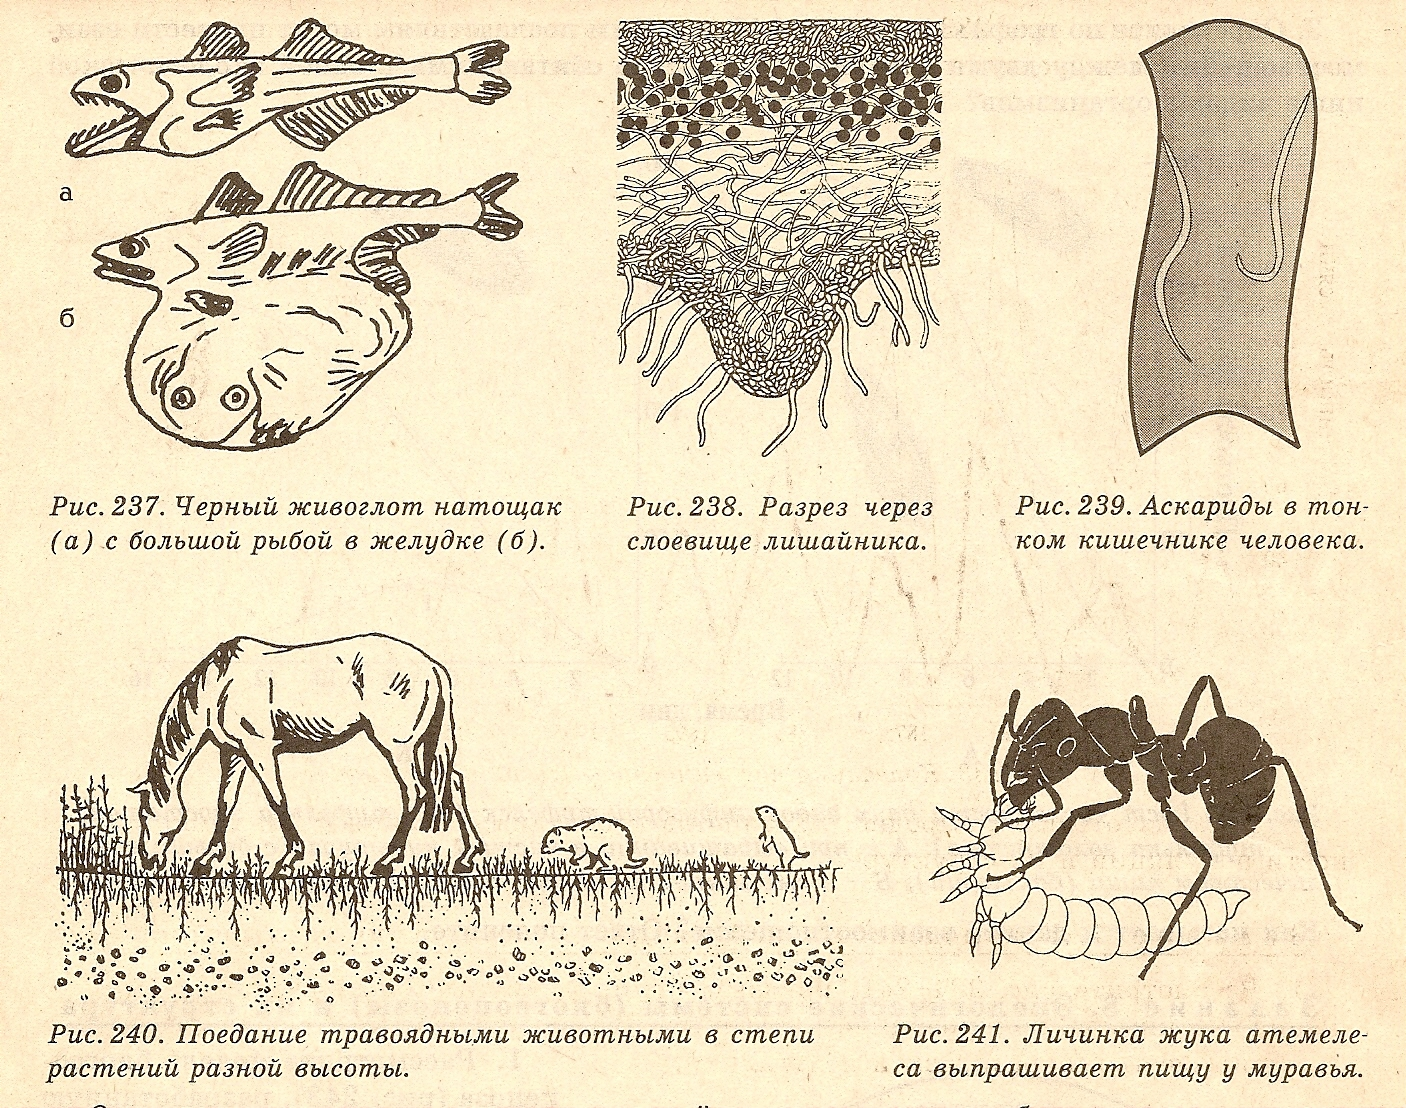 а
б
Рис. 237. Черный живоглот натощак
(а) с большой рыбой в желудке (б).
Рис. 238. Разрез через
слоевище лишайника.
Рис. 239. Аскариды в тон-
ком кишечнике человека.
Рис. 240. Поедание травоядными животными в степи
растений разной высоты.
Рис. 241. Личинка жука атемеле-
са выпрашивает пищу у муравья.